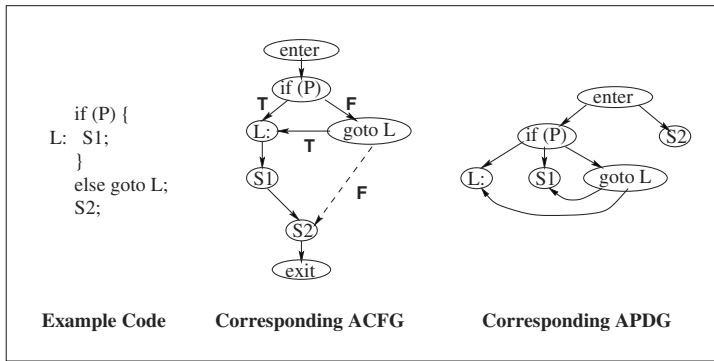 if (P) {
L: S1;
}
else goto L;
S2;
Example Code
enter
if (P)
T
F
L:
goto L
T
S1
F
S2
exit
Corresponding ACFG
enter
if (P)
S2
L:
S1
goto L
Corresponding APDG